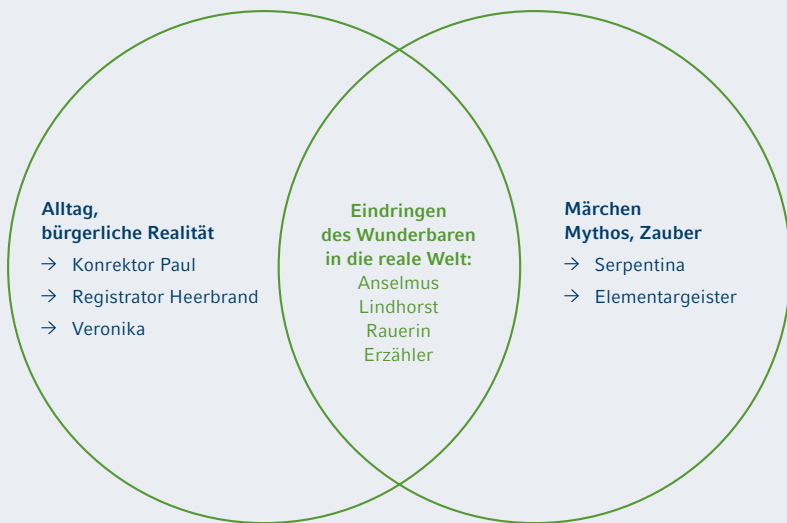 Alltag,
bürgerliche Realität
→ Konrektor Paul
→ Registrator Heerbrand
→ Veronika
Eindringen
des Wunderbaren
in die reale Welt:
Anselmus
Lindhorst
Rauerin
Erzähler
Märchen
Mythos, Zauber
→ Serpentina
→ Elementargeister